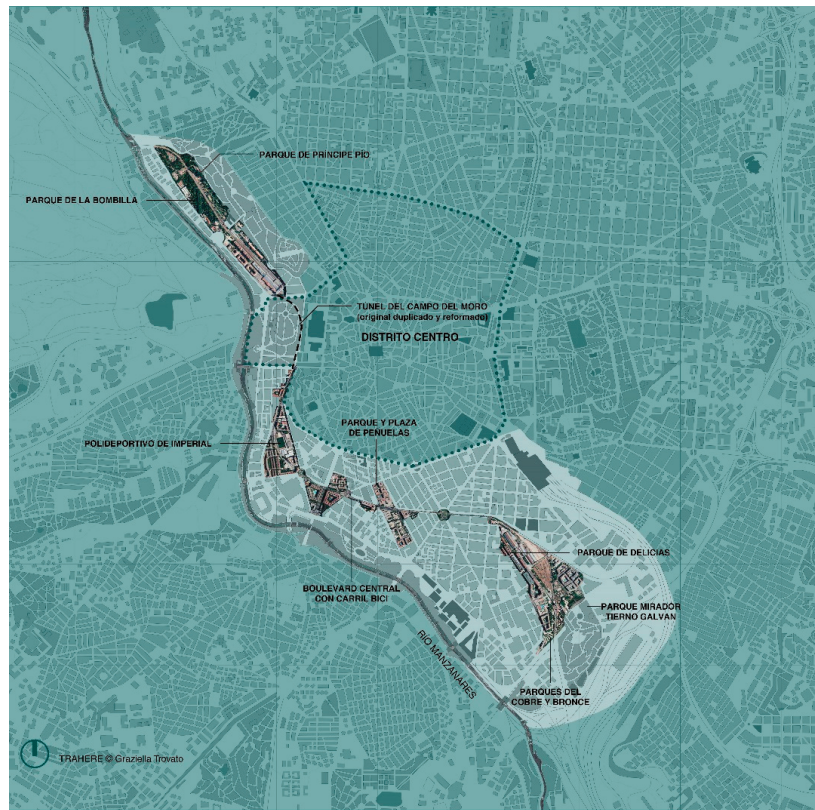 PARQUE DE PRINCIPE PÍO
PARQUE DE LA BOMBILLA
TUNEL DEL CAMPO DEL MORO
(original duplicado y reformado)
DISTRITO CENTRO
PARQUE Y PLAZA
DE PEÑUELAS
POLIDEPORTIVO DE IMPERIAL
PARQUE DE DELICIAS
BOULEVARD CENTRAL
CON CARRIL BICI
PARQUE MIRADOR
TIERNO GALVAN
RÍO MANZANARES
PARQUES DEL
COBRE Y BRONCE
TRAHERE © Graziella Trovato